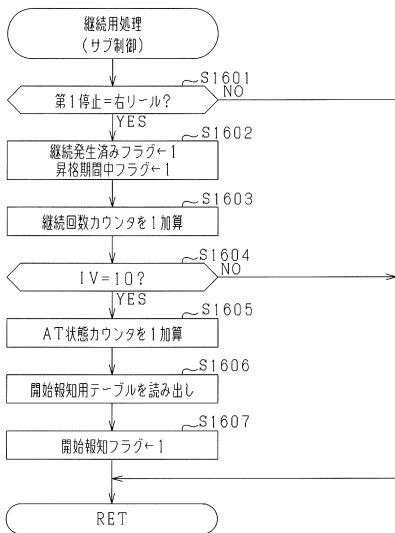 継続用処理
(サブ制御)
S1601
第1停止=右リール?
NO
YES
S1602
継続発生済みフラグ←1
昇格期間中フラグ←1
S1603
継続回数カウンタを1加算
S1604
IV=10?
NO
YES
S1605
AT状態カウンタを1加算
S1606
開始報知用テーブルを読み出し
S1607
開始報知フラグ←1
RET